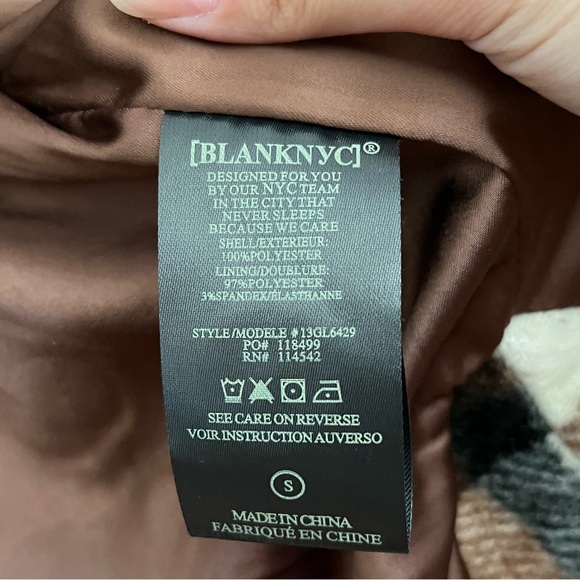 [BLANKNYC]®
DESIGNED FOR YOU
BY OUR NYC TEAM
IN THE CITY THAT
NEVER SLEEPS
BECAUSE WE CARE
SHELL/EXTERIEUR:
100%POLYESTER
LINING/DOUBLURE:
97%POLYESTER
3%SPANDEX/ÉLASTHANNE
STYLE/MODELE #13GL6429
PO# 118499
RN# 114542
SEE CARE ON REVERSE
VOIR INSTRUCTION AUVERSO
S
MADE IN CHINA
FABRIQUÉ EN CHINE